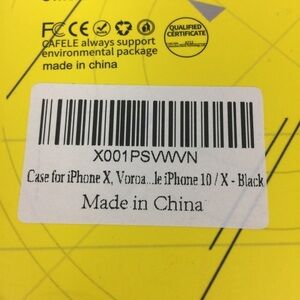 FC CE
QUALIFIED
CERTIFICATE
CAFELE always support
environmental package
made in china
X001PSVWVN
Case for iPhone X, Voroa...le iPhone 10 / X - Black
Made in China